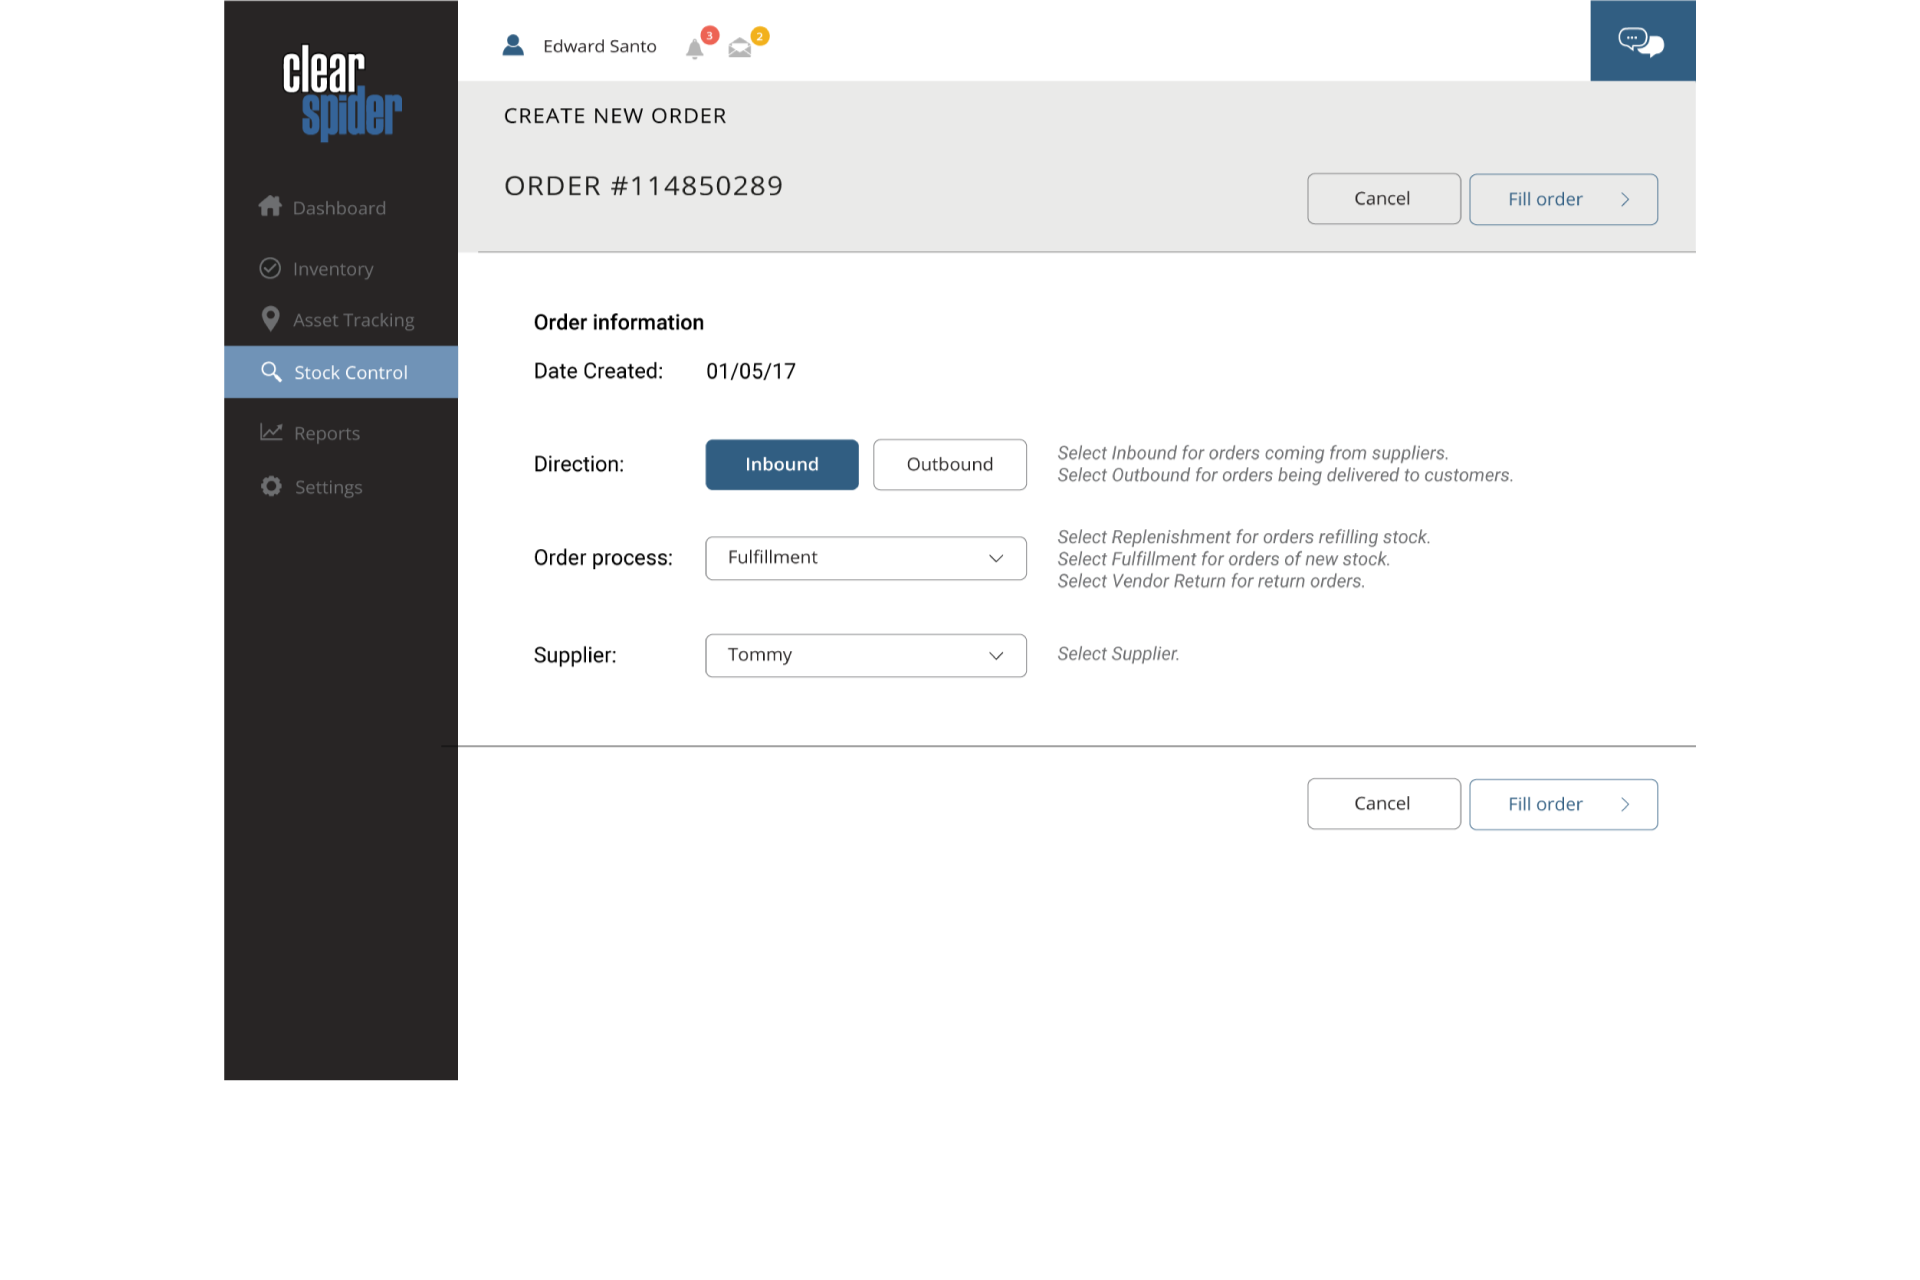 clear
spider
Edward Santo
3
2
CREATE NEW ORDER
ORDER #114850289
Cancel
Fill order
Dashboard
Inventory
Asset Tracking
Stock Control
Reports
Settings
Order information
Date Created: 01/05/17
Direction:
Inbound
Outbound
Select Inbound for orders coming from suppliers.
Select Outbound for orders being delivered to customers.
Order process:
Fulfillment
Select Replenishment for orders refilling stock.
Select Fulfillment for orders of new stock.
Select Vendor Return for return orders.
Supplier:
Tommy
Select Supplier.
Cancel
Fill order